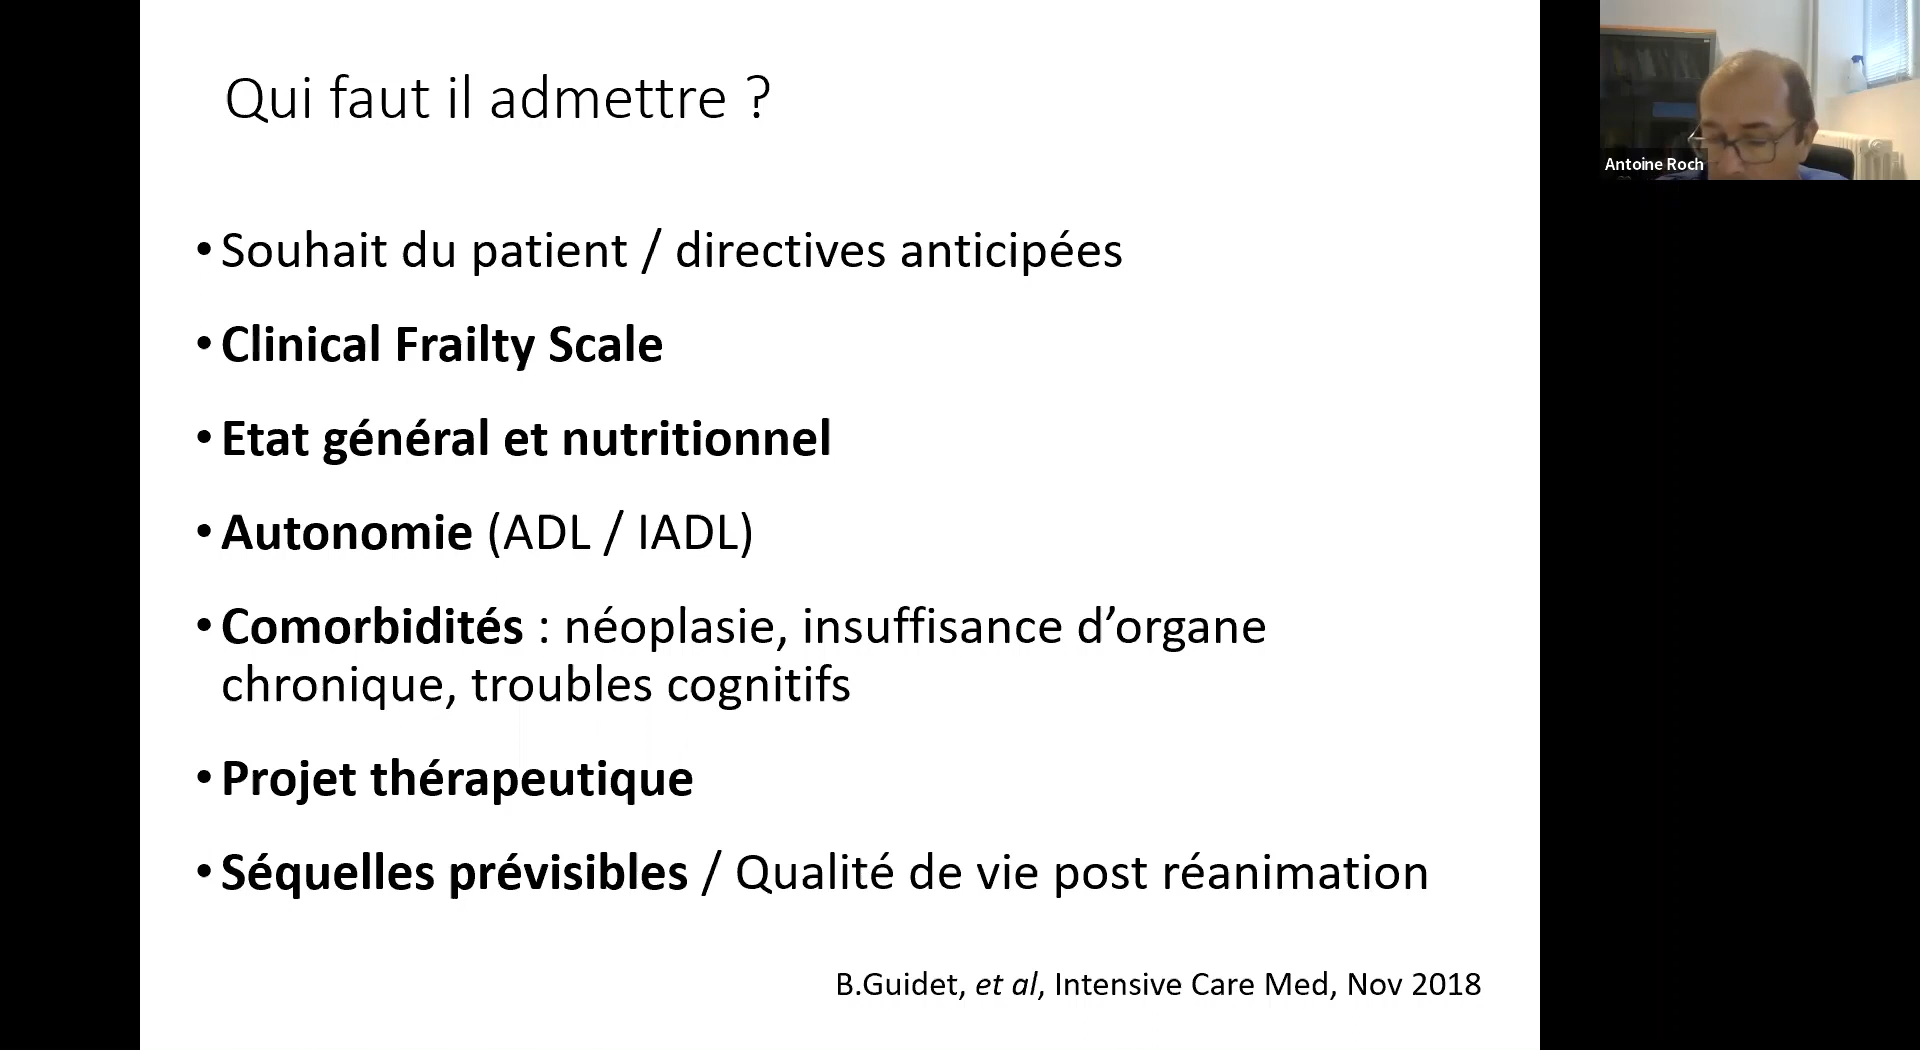 Qui faut il admettre ?
• Souhait du patient / directives anticipées
• Clinical Frailty Scale
• Etat général et nutritionnel
• Autonomie (ADL / IADL)
• Comorbidités : néoplasie, insuffisance d’organe
chronique, troubles cognitifs
• Projet thérapeutique
• Séquelles prévisibles / Qualité de vie post réanimation
B.Guidet, et al, Intensive Care Med, Nov 2018
Antoine Roch